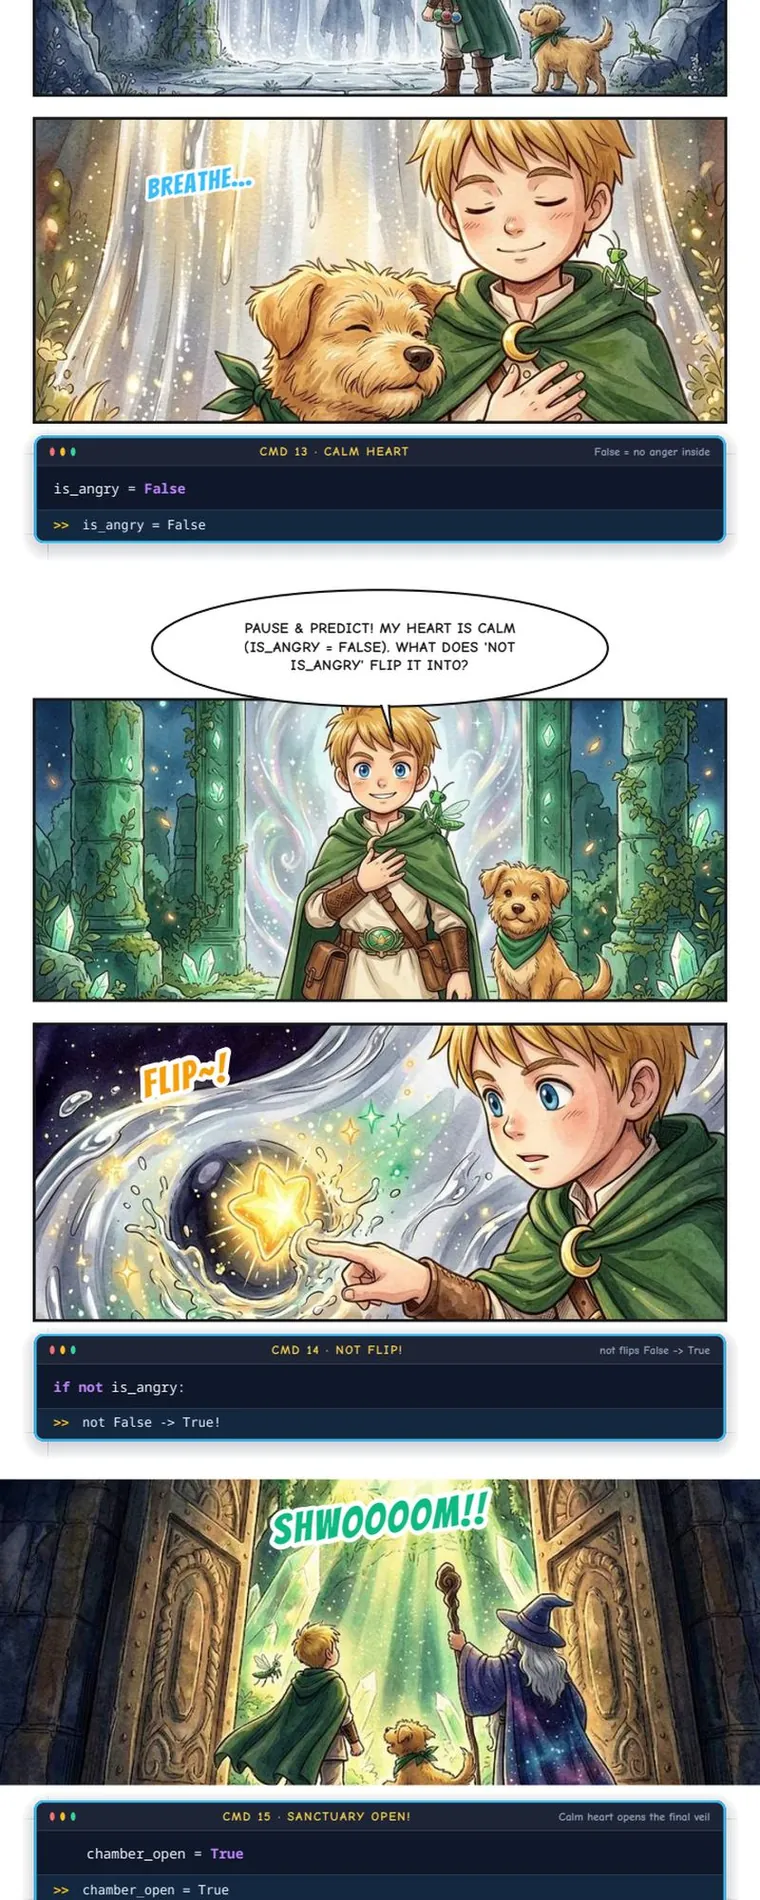 BREATHE...
CMD 13 · CALM HEART
False = no anger inside
is_angry = False
>> is_angry = False
PAUSE & PREDICT! MY HEART IS CALM
(IS_ANGRY = FALSE). WHAT DOES 'NOT
IS_ANGRY' FLIP IT INTO?
FLIP~!
CMD 14 · NOT FLIP!
not flips False -> True
if not is_angry:
>> not False -> True!
SHWOOOOM!!
CMD 15 · SANCTUARY OPEN!
Calm heart opens the final veil
chamber_open = True
>> chamber_open = True